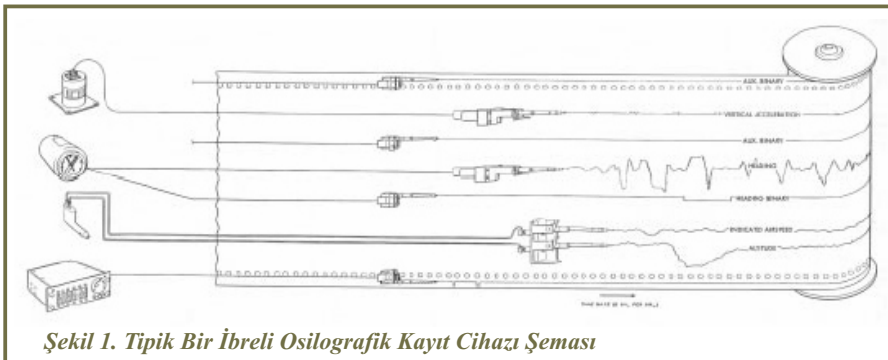 AUX. BINARY
VERTICAL ACCELERATION
AUX. BINARY
HEADING
HEADING BINARY
INDICATED AIRSPEED
ALTITUDE
Şekil 1. Tipik Bir İbreli Osilografik Kayıt Cihazı Şeması